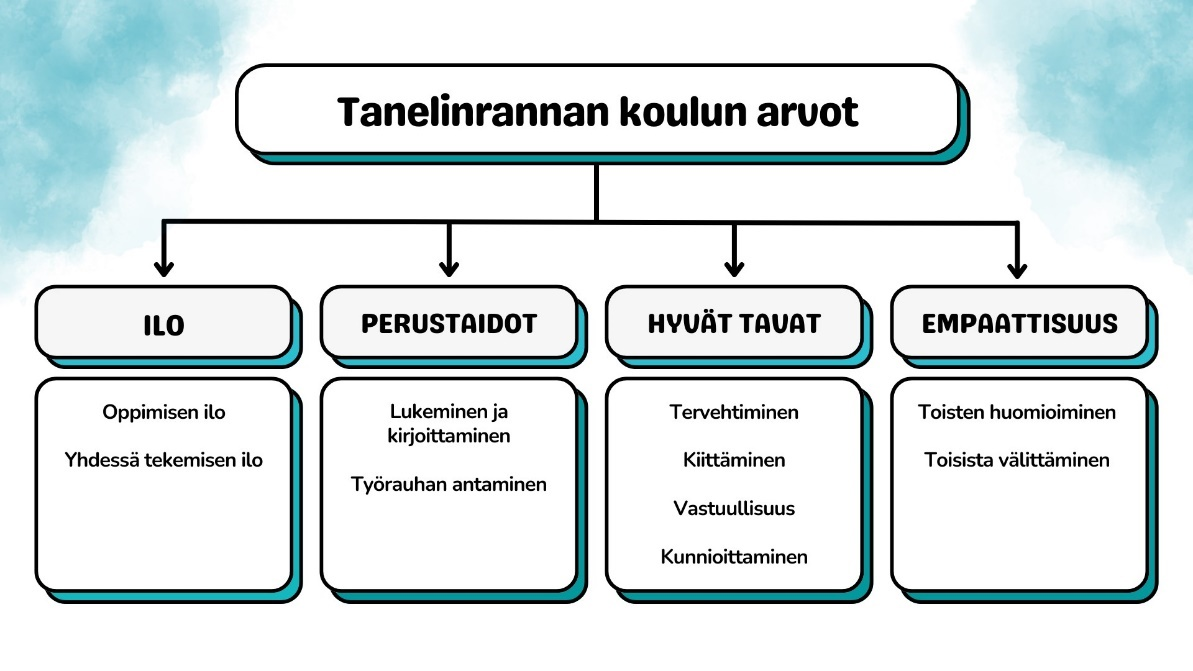 Tanelinrannan koulun arvot
ILO
PERUSTAIDOT
HYVÄT TAVAT
EMPAATTISUUS
Oppimisen ilo
Yhdessä tekemisen ilo
Lukeminen ja
kirjoittaminen
Työrauhan antaminen
Tervehtiminen
Kiittäminen
Vastuullisuus
Kunnioittaminen
Toisten huomioiminen
Toisista välittäminen